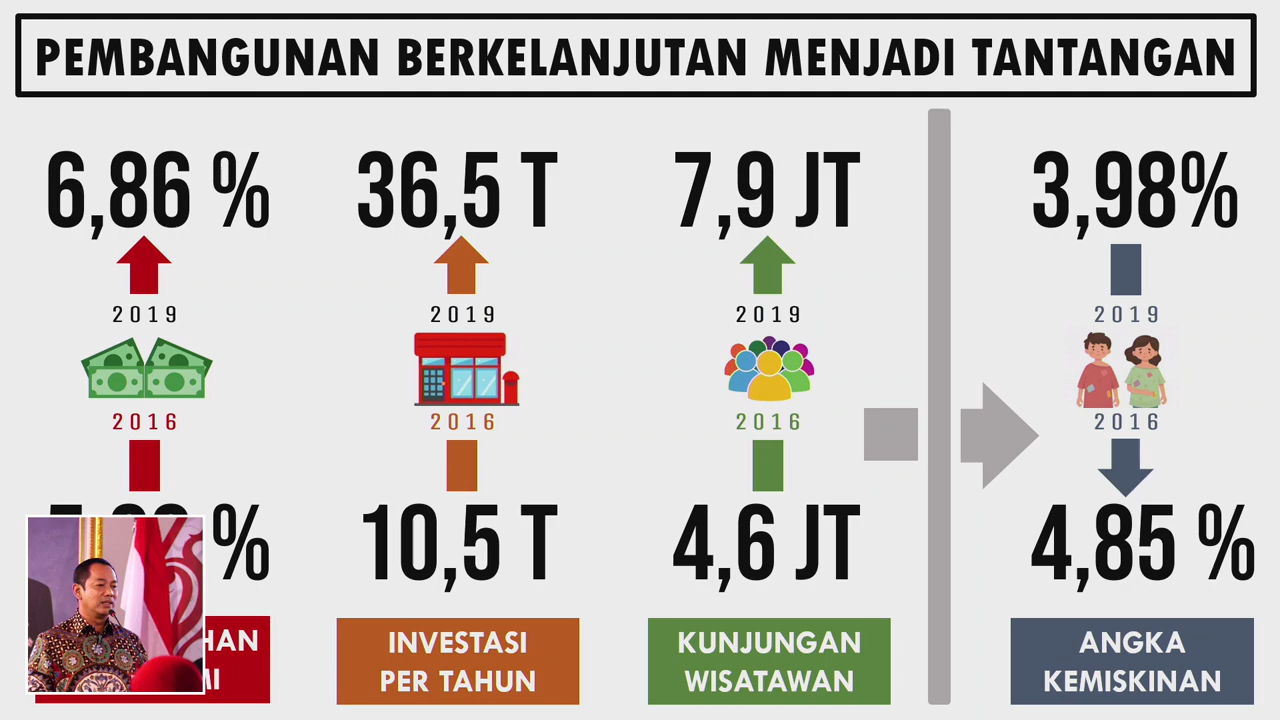 PEMBANGUNAN BERKELANJUTAN MENJADI TANTANGAN
6,86 %
36,5 T
7,9 JT
3,98%
2019
2019
2019
2019
2016
2016
2016
2016
%
10,5 T
4,6 JT
4,85 %
INVESTASI
PER TAHUN
KUNJUNGAN
WISATAWAN
ANGKA
KEMISKINAN